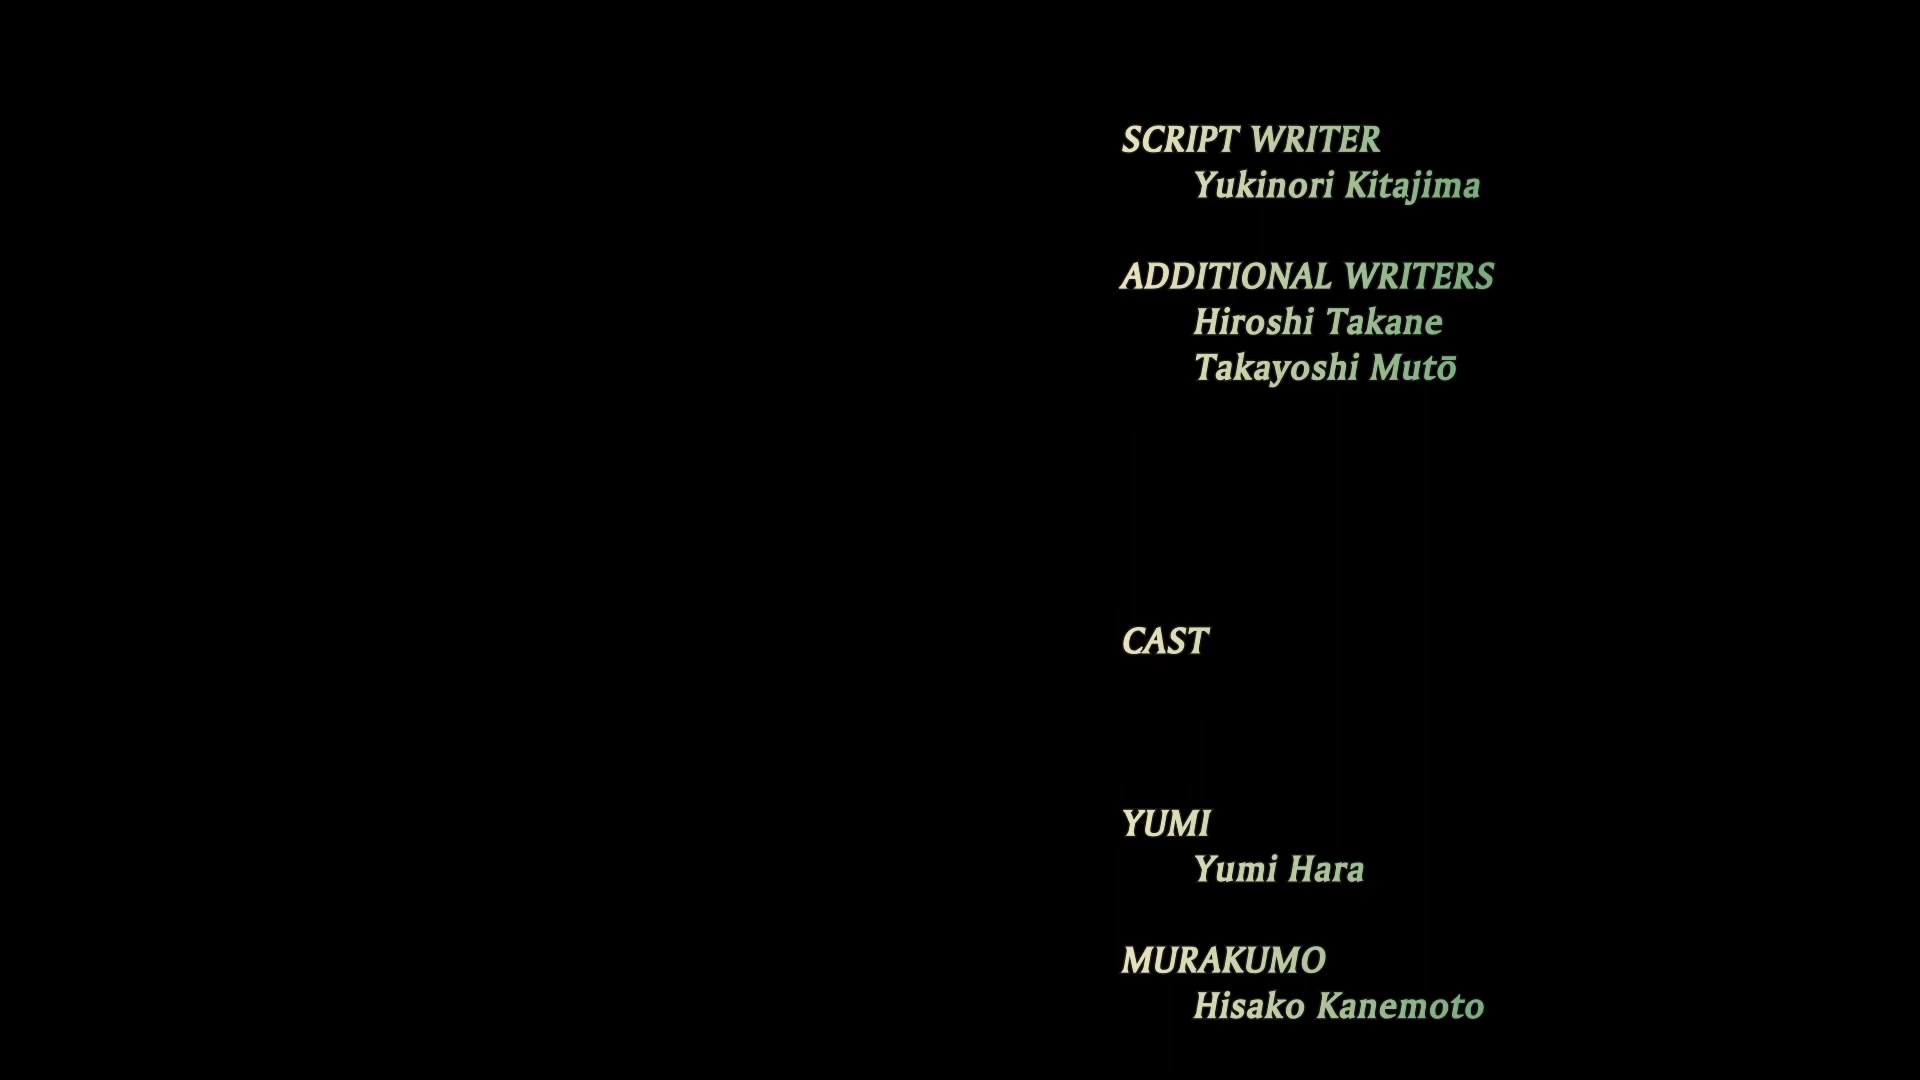 SCRIPT WRITER
Yukinori Kitajima
ADDITIONAL WRITERS
Hiroshi Takane
Takayoshi Mutō
CAST
YUMI
Yumi Hara
MURAKUMO
Hisako Kanemoto